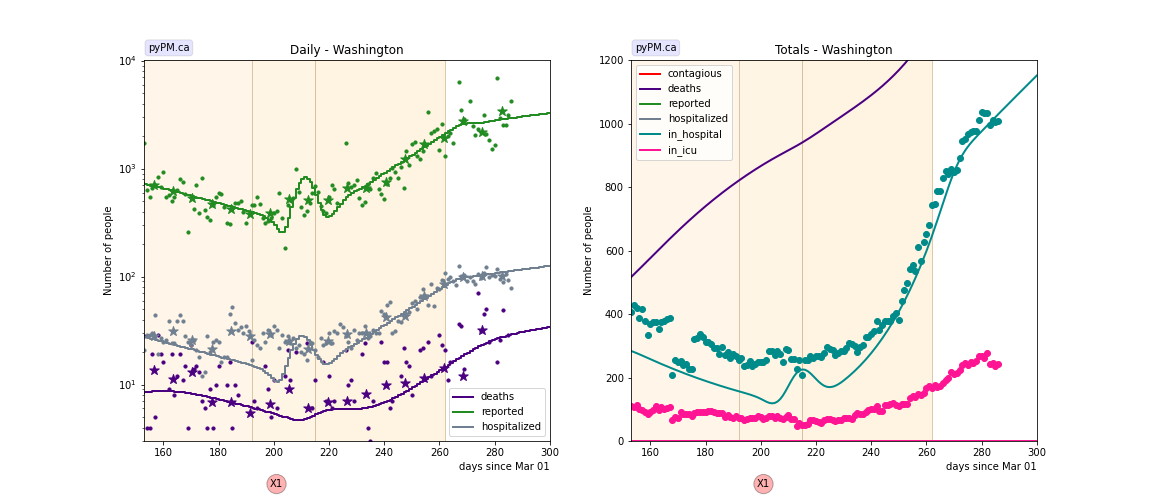 pyPM.ca
Daily - Washington
Number of people
10⁴
10³
10²
10¹
160 180 200 220 240 260 280 300
days since Mar 01
deaths
reported
hospitalized
X1
pyPM.ca
Totals - Washington
Number of people
1200
1000
800
600
400
200
0
160 180 200 220 240 260 280 300
days since Mar 01
contagious
deaths
reported
hospitalized
in_hospital
in_icu
X1